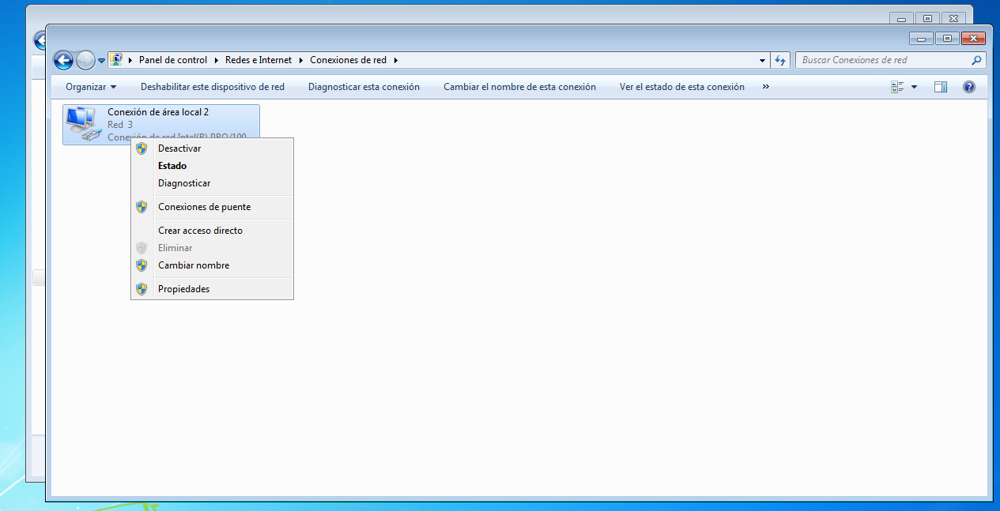 Panel de control Redes e Internet Conexiones de red
Buscar Conexiones de red
Organizar Deshabilitar este dispositivo de red Diagnosticar esta conexión Cambiar el nombre de esta conexión Ver el estado de esta conexión »
Conexión de área local 2
Red 3
Conexión de red Intel(R) PRO/100
Desactivar
Estado
Diagnosticar
Conexiones de puente
Crear acceso directo
Eliminar
Cambiar nombre
Propiedades